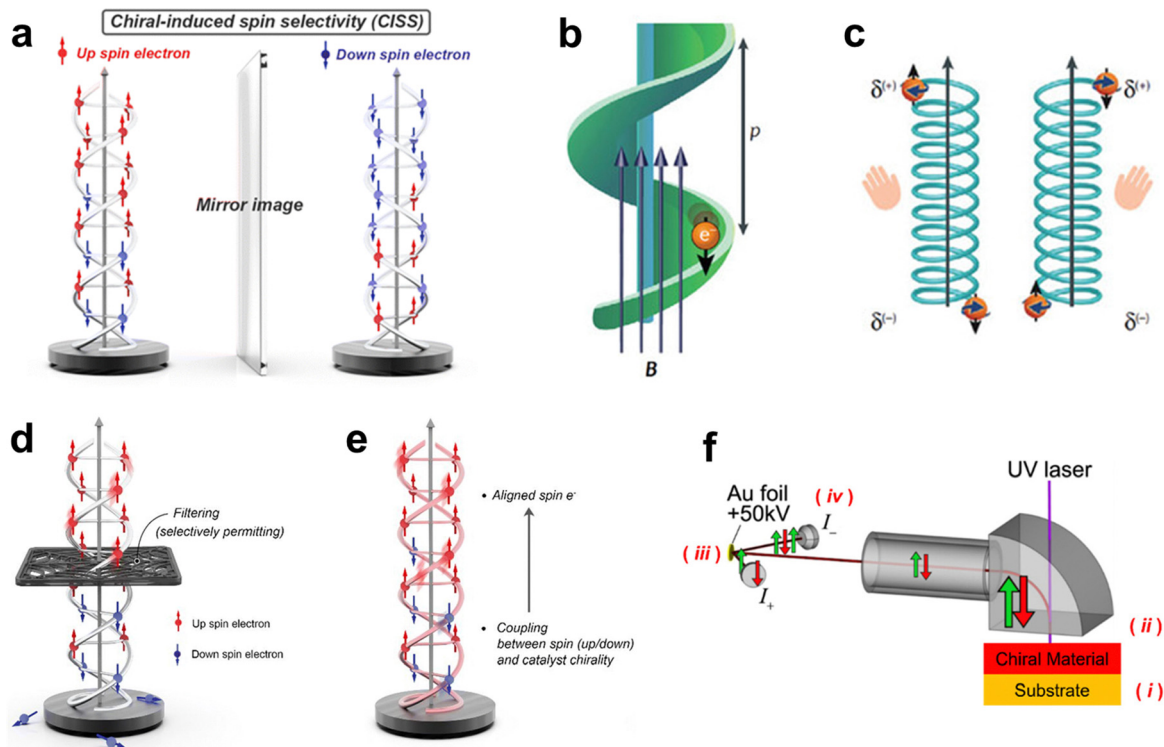 a
Chiral-induced spin selectivity (CISS)
Up spin electron
Down spin electron
Mirror image
b
p
e⁻
B
c
δ(+)
δ(+)
δ(−)
δ(−)
d
Filtering
(selectively permitting)
Up spin electron
Down spin electron
e
• Aligned spin e⁻
• Coupling
between spin (up/down)
and catalyst chirality
f
UV laser
Au foil
+50kV
(iv)
I₋
(iii)
I₊
(ii)
Chiral Material
Substrate
(i)